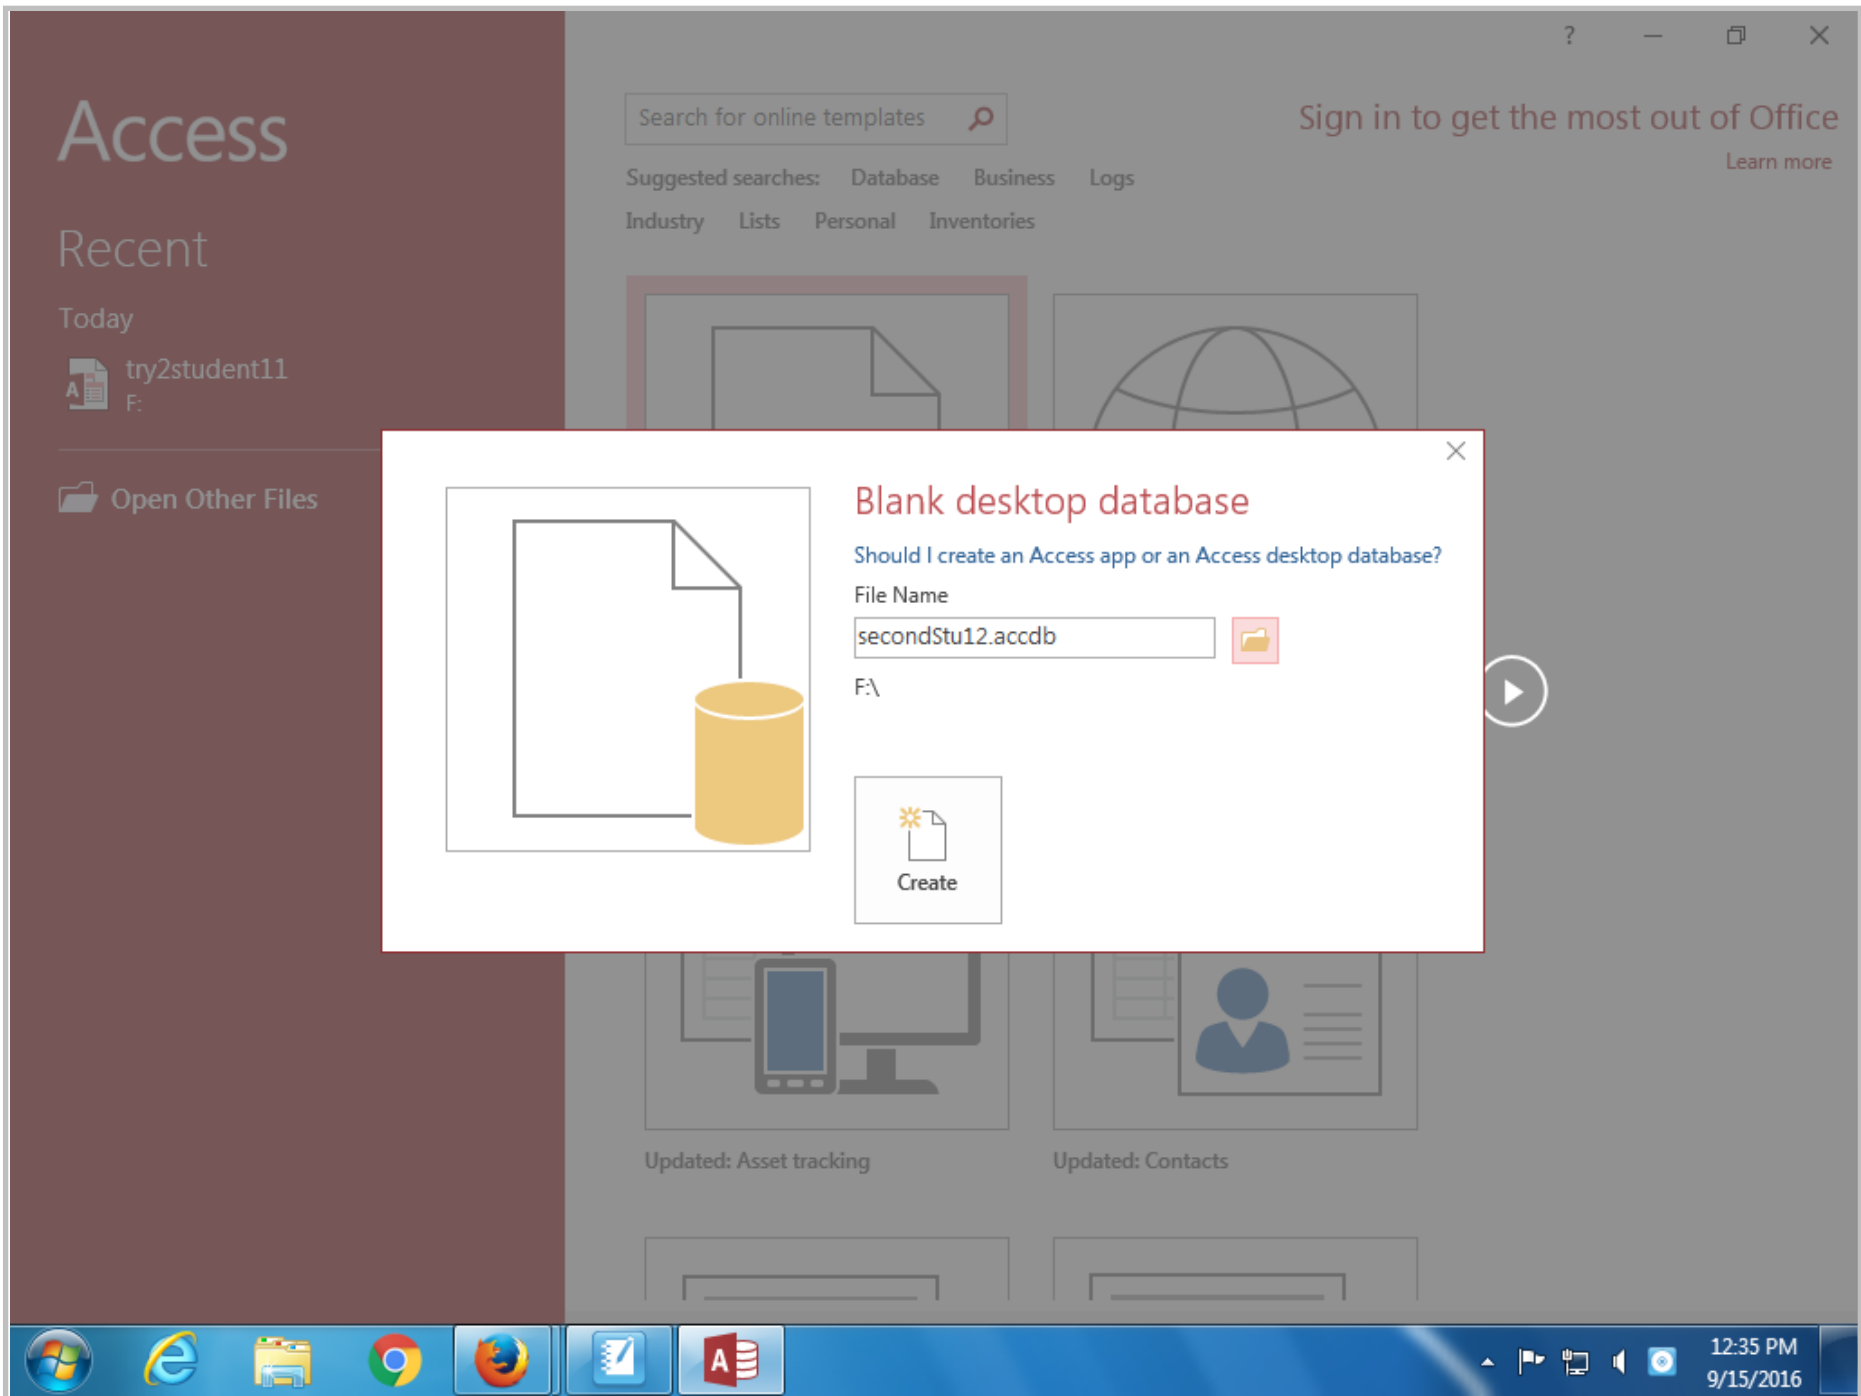 ?
Access
Search for online templates
Sign in to get the most out of Office
Learn more
Suggested searches: Database Business Logs
Industry Lists Personal Inventories
Recent
Today
try2student11
F:
Open Other Files
Blank desktop database
Should I create an Access app or an Access desktop database?
File Name
secondStu12.accdb
F:\
Create
Updated: Asset tracking
Updated: Contacts
12:35 PM
9/15/2016